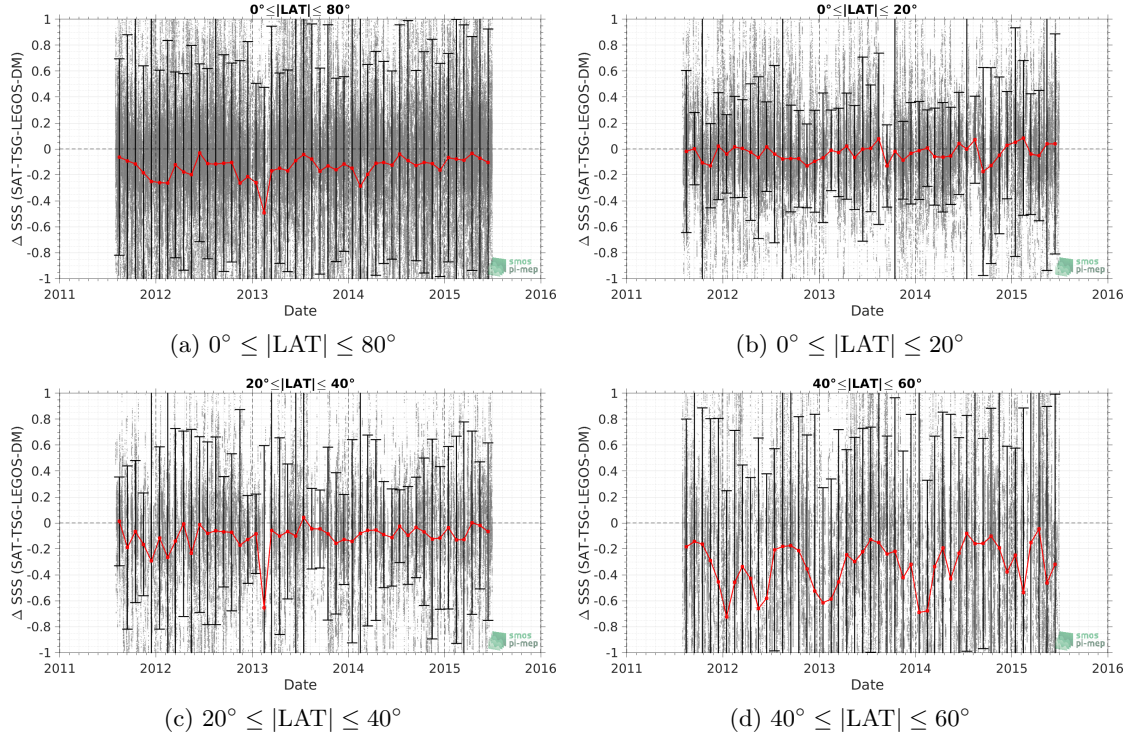 0°≤|LAT|≤ 80°
Δ SSS (SAT-TSG-LEGOS-DM)
1
0.8
0.6
0.4
0.2
0
-0.2
-0.4
-0.6
-0.8
-1
2011 2012 2013 2014 2015 2016
Date
smos
pi-mep
(a) 0° ≤ |LAT| ≤ 80°
0°≤|LAT|≤ 20°
Δ SSS (SAT-TSG-LEGOS-DM)
1
0.8
0.6
0.4
0.2
0
-0.2
-0.4
-0.6
-0.8
-1
2011 2012 2013 2014 2015 2016
Date
smos
pi-mep
(b) 0° ≤ |LAT| ≤ 20°
20°≤|LAT|≤ 40°
Δ SSS (SAT-TSG-LEGOS-DM)
1
0.8
0.6
0.4
0.2
0
-0.2
-0.4
-0.6
-0.8
-1
2011 2012 2013 2014 2015 2016
Date
smos
pi-mep
(c) 20° ≤ |LAT| ≤ 40°
40°≤|LAT|≤ 60°
Δ SSS (SAT-TSG-LEGOS-DM)
1
0.8
0.6
0.4
0.2
0
-0.2
-0.4
-0.6
-0.8
-1
2011 2012 2013 2014 2015 2016
Date
smos
pi-mep
(d) 40° ≤ |LAT| ≤ 60°